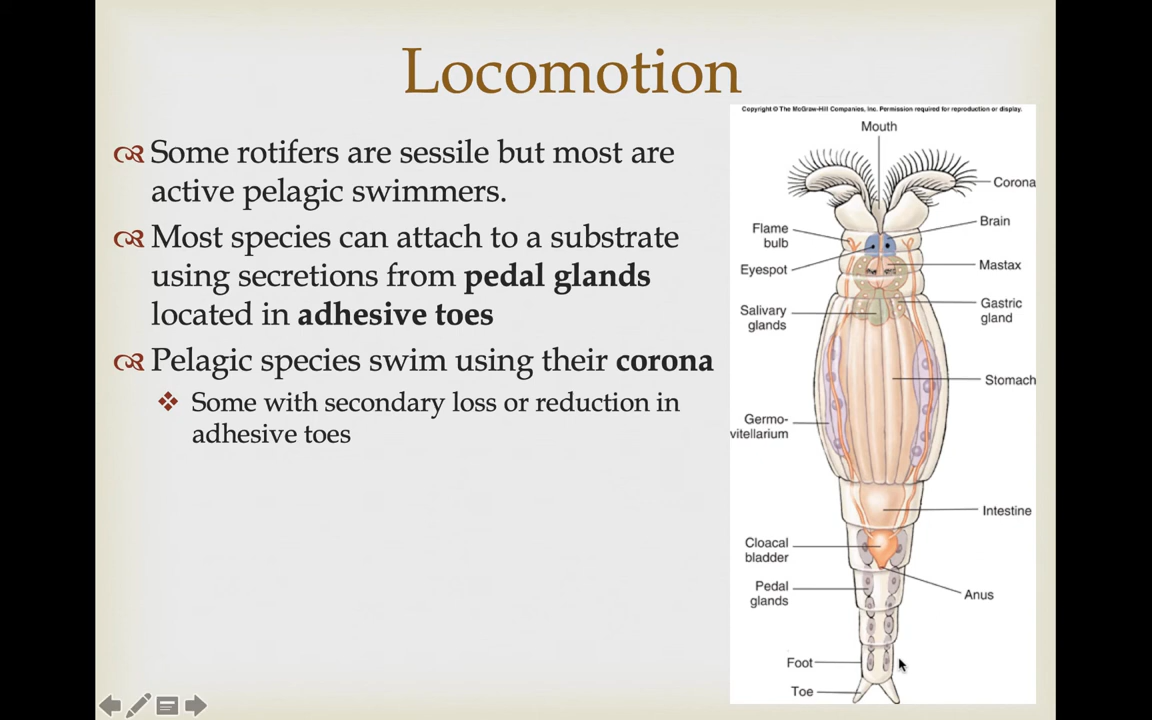 Locomotion
Some rotifers are sessile but most are
active pelagic swimmers.
Most species can attach to a substrate
using secretions from pedal glands
located in adhesive toes
Pelagic species swim using their corona
Some with secondary loss or reduction in
adhesive toes
Copyright © The McGraw-Hill Companies, Inc. Permission required for reproduction or display.
Mouth
Corona
Flame
bulb
Brain
Eyespot
Mastax
Salivary
glands
Gastric
gland
Stomach
Germo-
vitellarium
Intestine
Cloacal
bladder
Pedal
glands
Anus
Foot
Toe